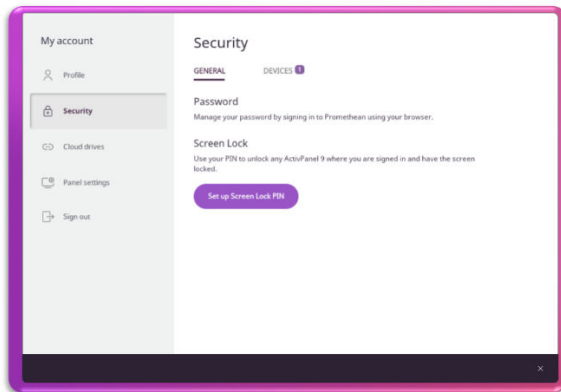 My account
Profile
Security
Cloud drives
Panel settings
Sign out
Security
GENERAL
DEVICES 1
Password
Manage your password by signing in to Promethean using your browser.
Screen Lock
Use your PIN to unlock any ActivPanel 9 where you are signed in and have the screen
locked.
Set up Screen Lock PIN